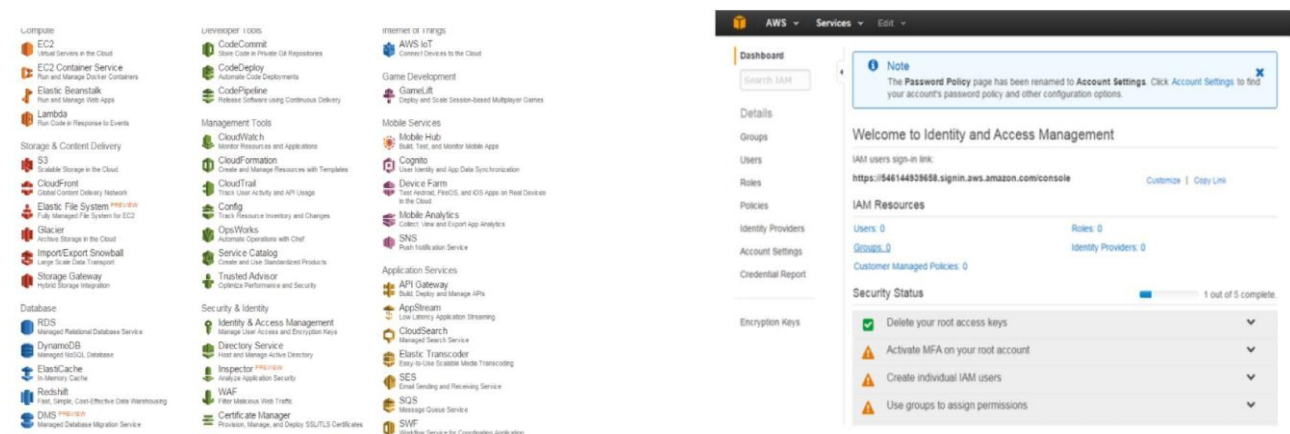 Compute
EC2
Virtual Servers in the Cloud
EC2 Container Service
Run and Manage Docker Containers
Elastic Beanstalk
Run and Manage Web Apps
Lambda
Run Code in Response to Events
Storage & Content Delivery
S3
Scalable Storage in the Cloud
CloudFront
Global Content Delivery Network
Elastic File System PREVIEW
Fully Managed File System for EC2
Glacier
Archive Storage in the Cloud
Import/Export Snowball
Large Scale Data Transport
Storage Gateway
Hybrid Storage Integration
Database
RDS
Managed Relational Database Service
DynamoDB
Managed NoSQL Database
ElastiCache
In-Memory Cache
Redshift
Fast, Simple, Cost-Effective Data Warehousing
DMS PREVIEW
Managed Database Migration Service
Developer Tools
CodeCommit
Store Code in Private Git Repositories
CodeDeploy
Automate Code Deployments
CodePipeline
Release Software using Continuous Delivery
Management Tools
CloudWatch
Monitor Resources and Applications
CloudFormation
Create and Manage Resources with Templates
CloudTrail
Track User Activity and API Usage
Config
Track Resource Inventory and Changes
OpsWorks
Automate Operations with Chef
Service Catalog
Create and Use Standardized Products
Trusted Advisor
Optimize Performance and Security
Security & Identity
Identity & Access Management
Manage User Access and Encryption Keys
Directory Service
Host and Manage Active Directory
Inspector PREVIEW
Analyze Application Security
WAF
Filter Malicious Web Traffic
Certificate Manager
Provision, Manage, and Deploy SSL/TLS Certificates
Internet of Things
AWS IoT
Connect Devices to the Cloud
Game Development
GameLift
Deploy and Scale Session-based Multiplayer Games
Mobile Services
Mobile Hub
Build, Test, and Monitor Mobile Apps
Cognito
User Identity and App Data Synchronization
Device Farm
Test Android, FireOS, and iOS Apps on Real Devices
in the Cloud
Mobile Analytics
Collect, View and Export App Analytics
SNS
Push Notification Service
Application Services
API Gateway
Build, Deploy and Manage APIs
AppStream
Low Latency Application Streaming
CloudSearch
Managed Search Service
Elastic Transcoder
Easy-to-Use Scalable Media Transcoding
SES
Email Sending and Receiving Service
SQS
Message Queue Service
SWF
Workflow Service for Coordinating Application
AWS Services Edit
Dashboard
Search IAM
Details
Groups
Users
Roles
Policies
Identity Providers
Account Settings
Credential Report
Encryption Keys
Note
The Password Policy page has been renamed to Account Settings. Click Account Settings to find
your account's password policy and other configuration options.
Welcome to Identity and Access Management
IAM users sign-in link:
https://546144939658.signin.aws.amazon.com/console Customize | Copy Link
IAM Resources
Users: 0 Roles: 0
Groups: 0 Identity Providers: 0
Customer Managed Policies: 0
Security Status 1 out of 5 complete.
Delete your root access keys
Activate MFA on your root account
Create individual IAM users
Use groups to assign permissions